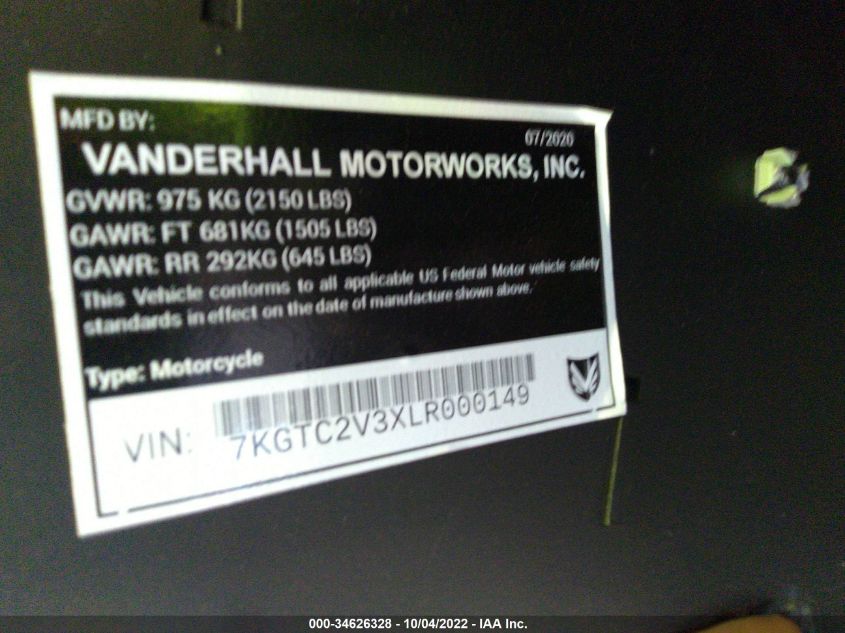 MFD BY:
07/2020
VANDERHALL MOTORWORKS, INC.
GVWR: 975 KG (2150 LBS)
GAWR: FT 681KG (1505 LBS)
GAWR: RR 292KG (645 LBS)
This Vehicle conforms to all applicable US Federal Motor vehicle safety
standards in effect on the date of manufacture shown above.
Type: Motorcycle
VIN: 7KGTC2V3XLR000149
000-34626328 - 10/04/2022 - IAA Inc.